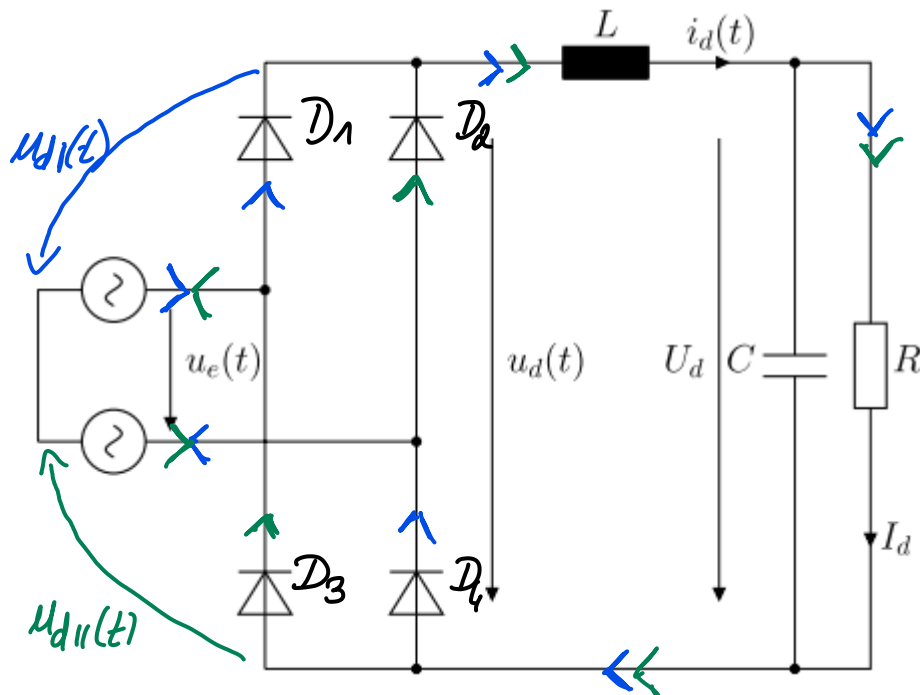 L
i_d(t)
D1
D2
u_dI(t)
u_e(t)
u_d(t)
U_d
C
R
I_d
D3
D4
u_dII(t)